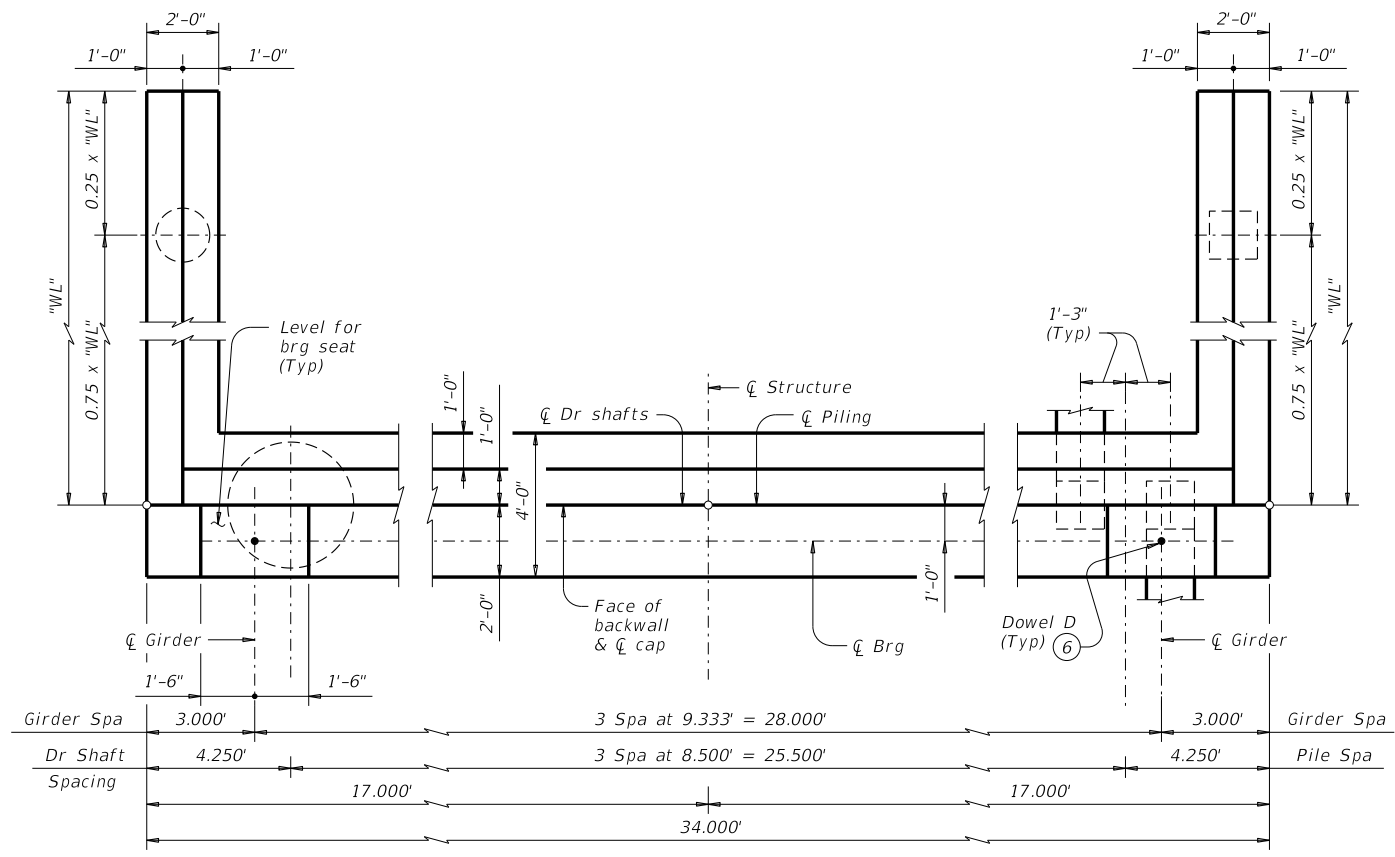 2'-0"
2'-0"
1'-0"
1'-0"
1'-0"
1'-0"
"WL"
0.25 x "WL"
0.75 x "WL"
0.25 x "WL"
0.75 x "WL"
"WL"
Level for
brg seat
(Typ)
1'-3"
(Typ)
℄ Structure
℄ Dr shafts
℄ Piling
1'-0"
1'-0"
4'-0"
2'-0"
1'-0"
Face of
backwall
& ℄ cap
℄ Brg
Dowel D
(Typ) 6
℄ Girder
℄ Girder
1'-6"
1'-6"
Girder Spa
3.000'
3 Spa at 9.333' = 28.000'
3.000'
Girder Spa
Dr Shaft
Spacing
4.250'
3 Spa at 8.500' = 25.500'
4.250'
Pile Spa
17.000'
17.000'
34.000'